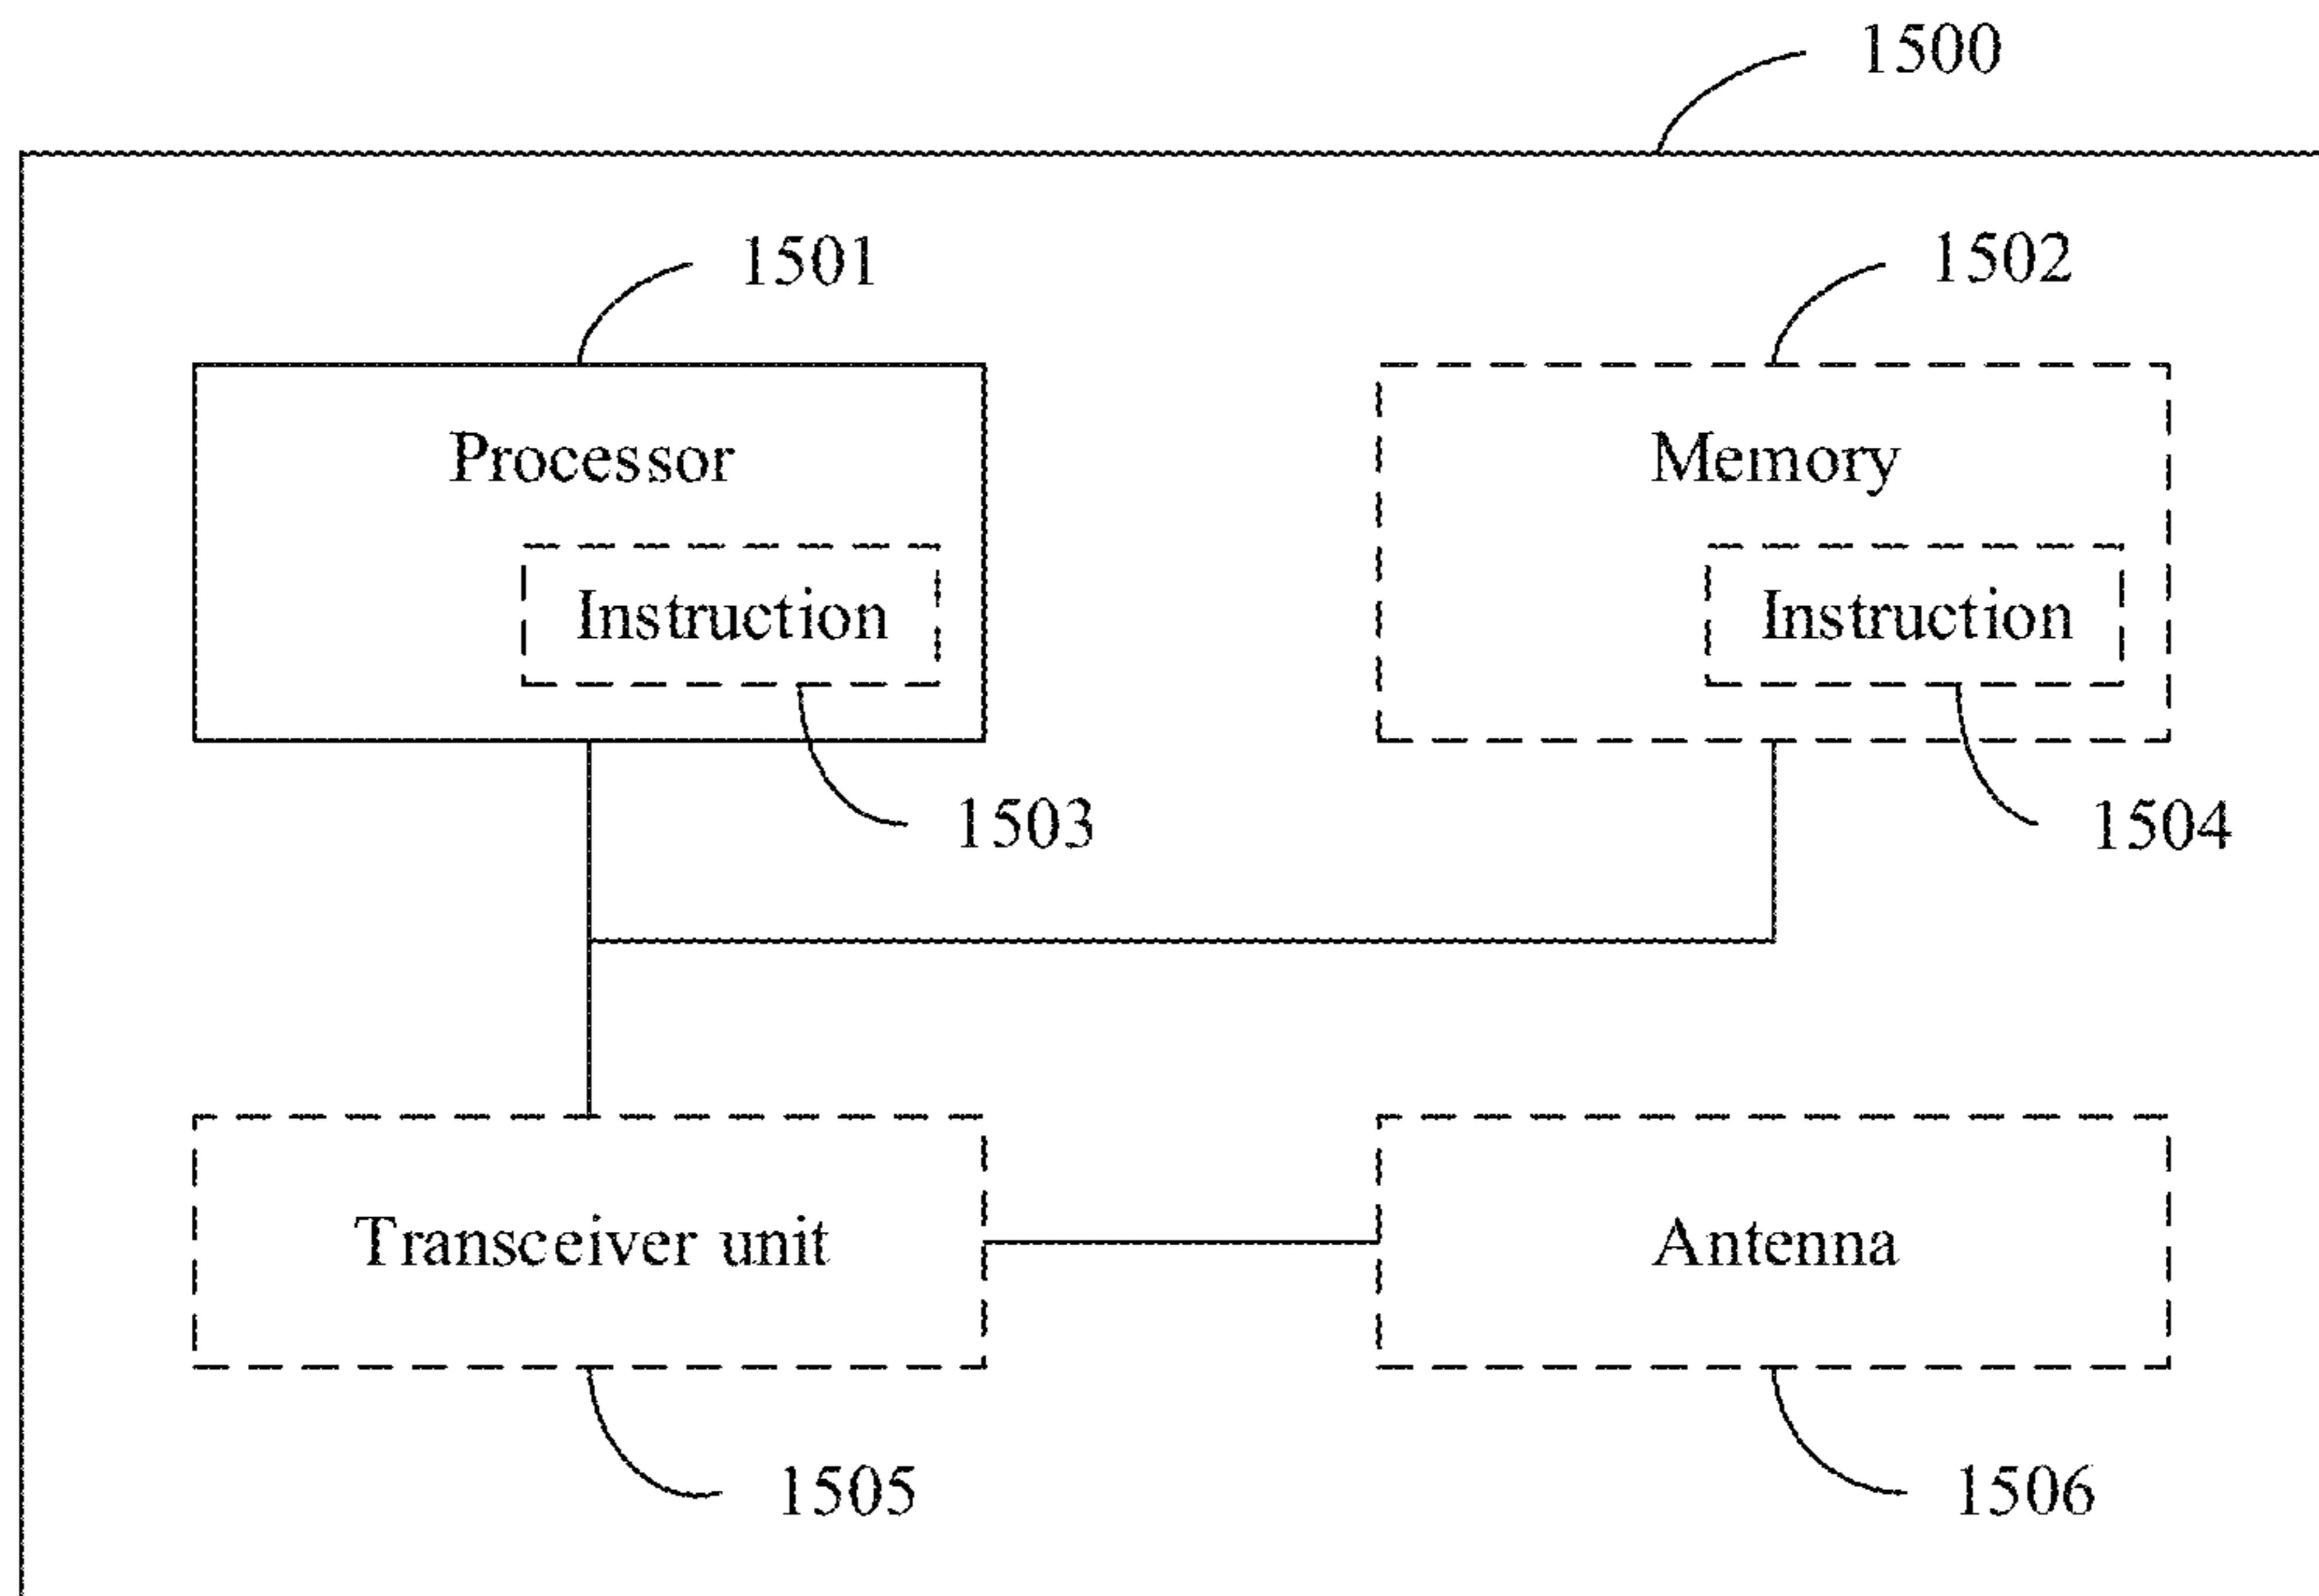 1500
1501
1502
Processor
Memory
Instruction
Instruction
1503
1504
Transceiver unit
Antenna
1505
1506